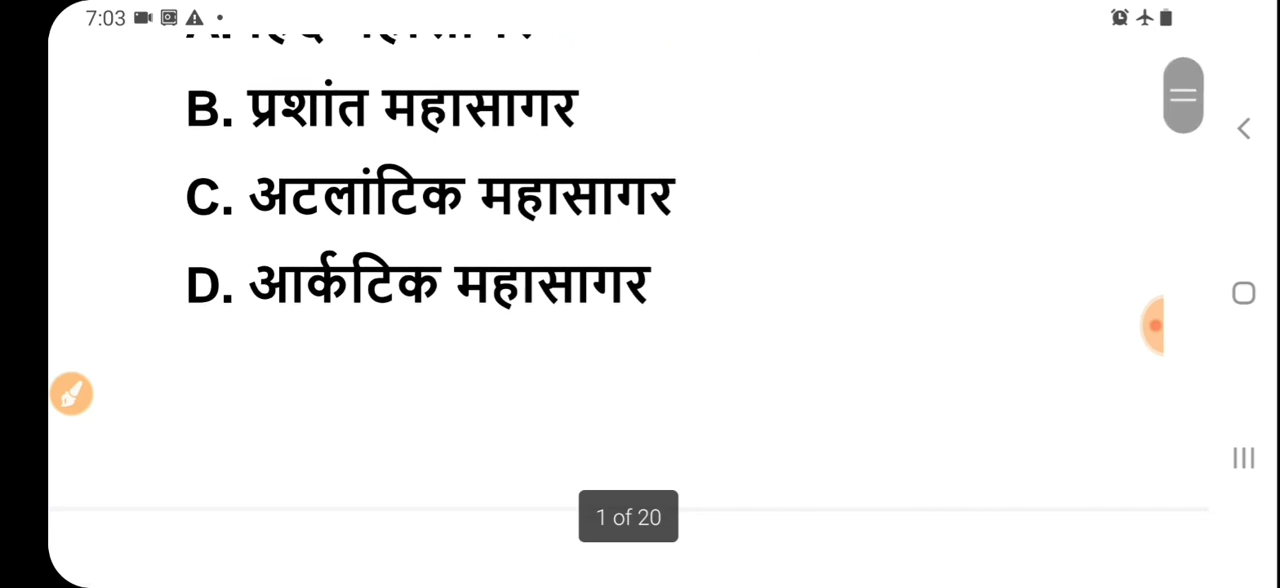 7:03
B. प्रशांत महासागर
C. अटलांटिक महासागर
D. आर्कटिक महासागर
1 of 20